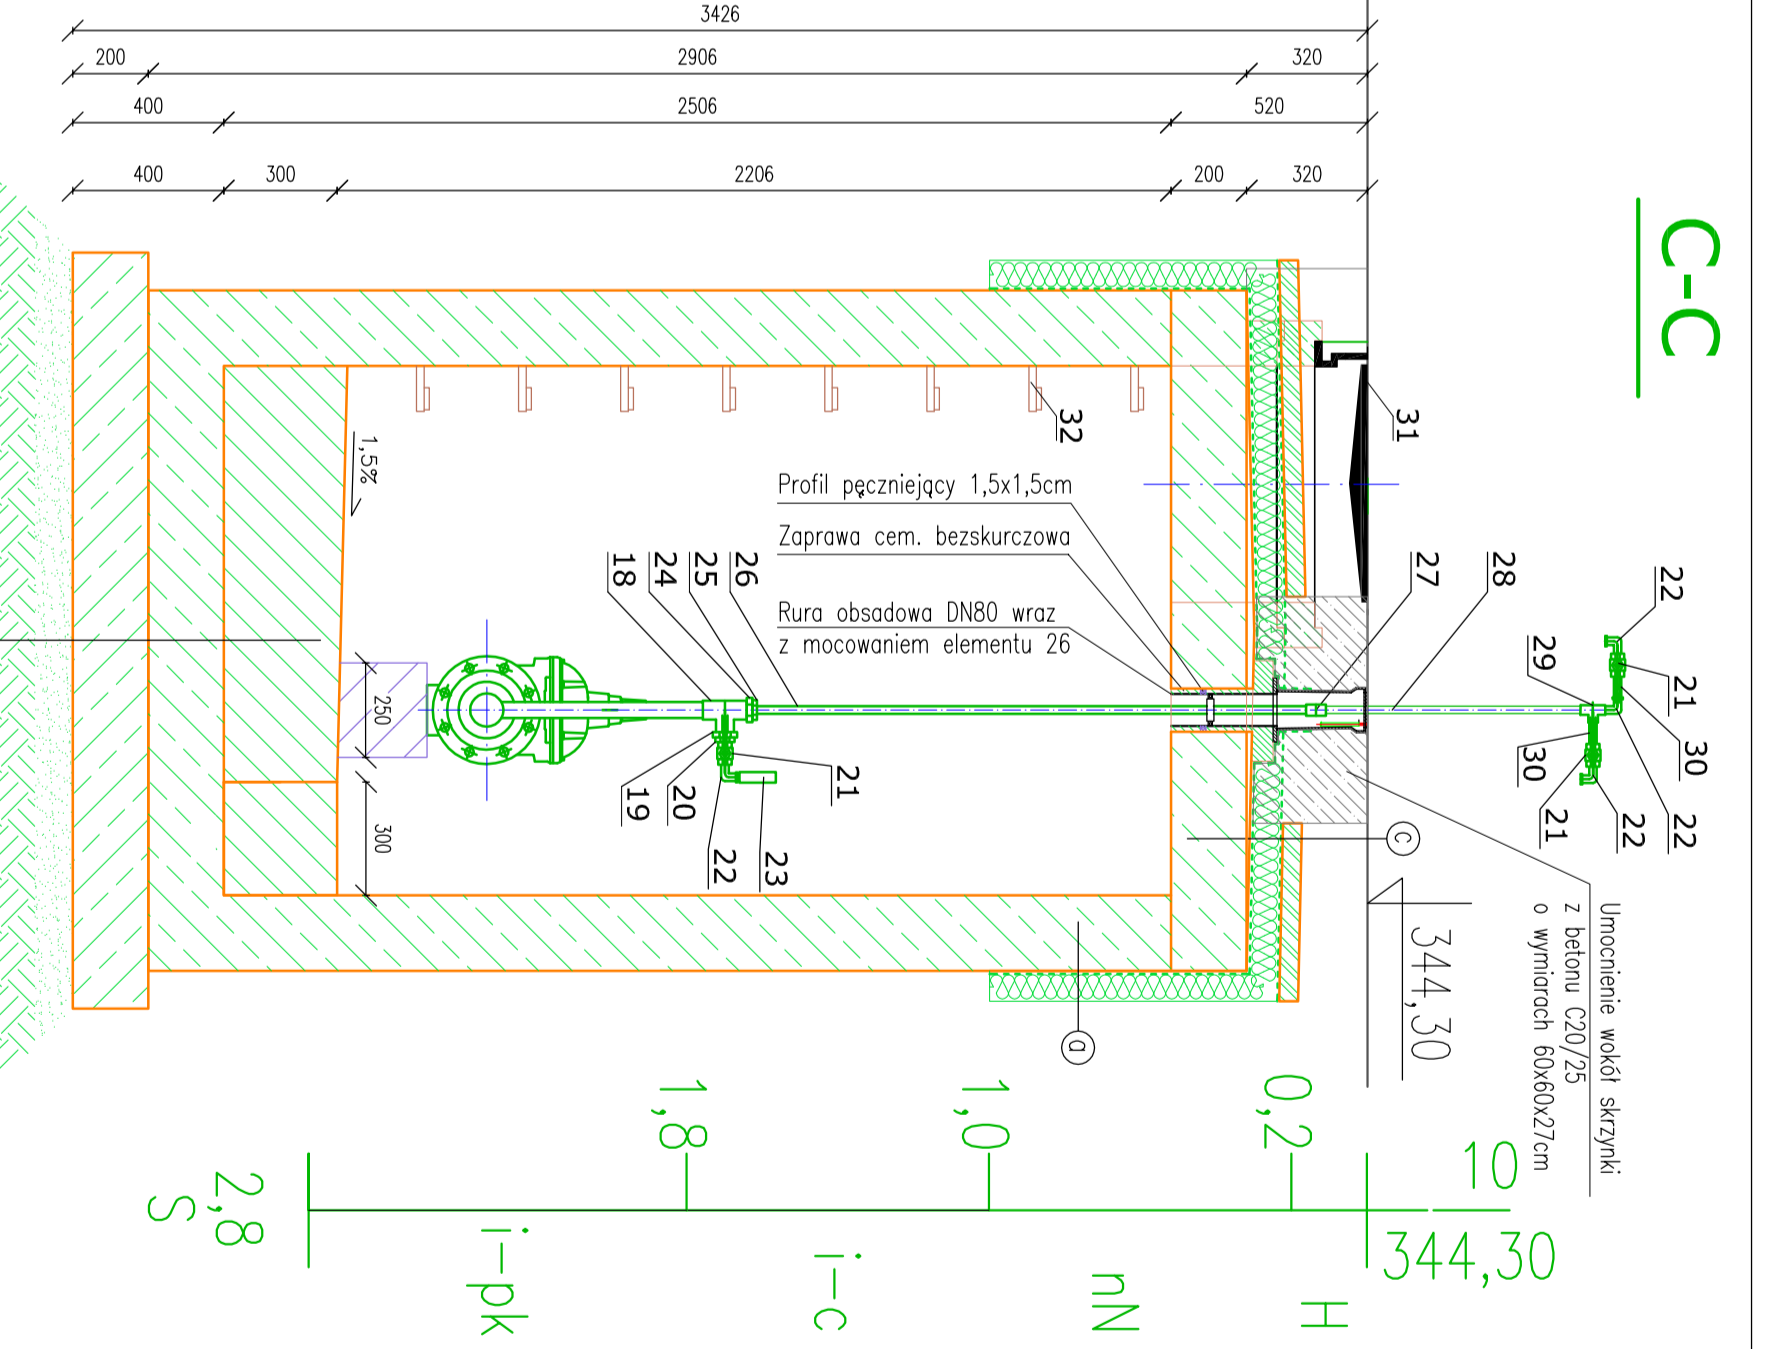 3426
200
2906
320
400
2506
520
400
300
2206
200
320
C-C
31
32
1,5%
Profil pęczniejący 1,5x1,5cm
Zaprawa cem. bezskurczowa
Rura obsadowa DN80 wraz
z mocowaniem elementu 26
18
24
25
26
27
28
22
29
21
30
30
21
22
22
250
300
19
20
21
22
23
c
a
344,30
Umocnienie wokół skrzynki
z betonu C20/25
o wymiarach 60x60x27cm
10
344,30
0,2
1,0
1,8
2,8
S
i-pk
i-c
nN
H